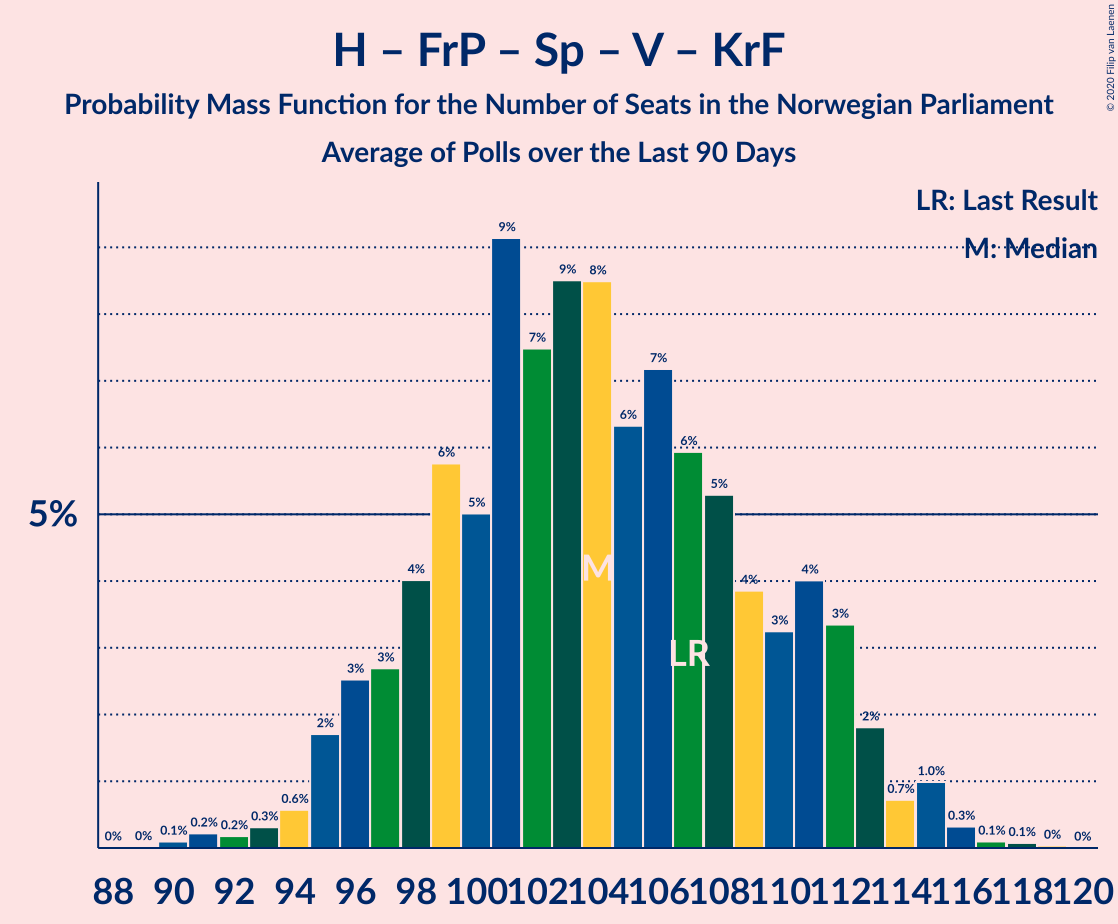 H – FrP – Sp – V – KrF
Probability Mass Function for the Number of Seats in the Norwegian Parliament
Average of Polls over the Last 90 Days
© 2020 Filip van Laenen
LR: Last Result
M: Median
5%
0% 0% 0.1% 0.2% 0.2% 0.3% 0.6% 2% 3% 3% 4% 6% 5% 9% 7% 9% 8% 6% 7% 6% 5% 4% 3% 4% 3% 2% 0.7% 1.0% 0.3% 0.1% 0.1% 0% 0%
M
LR
88 90 92 94 96 98 100 102 104 106 108 110 112 114 116 118 120